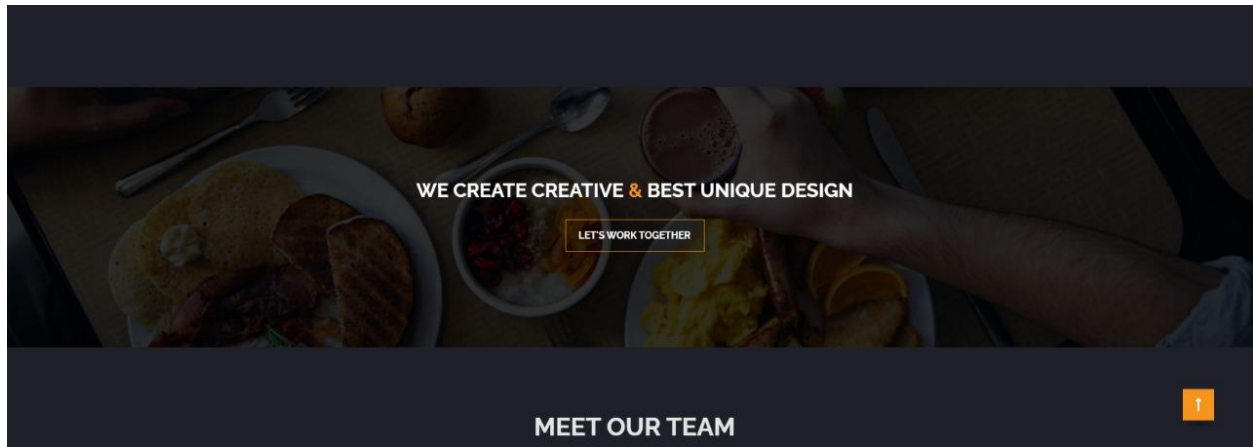 WE CREATE CREATIVE & BEST UNIQUE DESIGN
LET'S WORK TOGETHER
MEET OUR TEAM